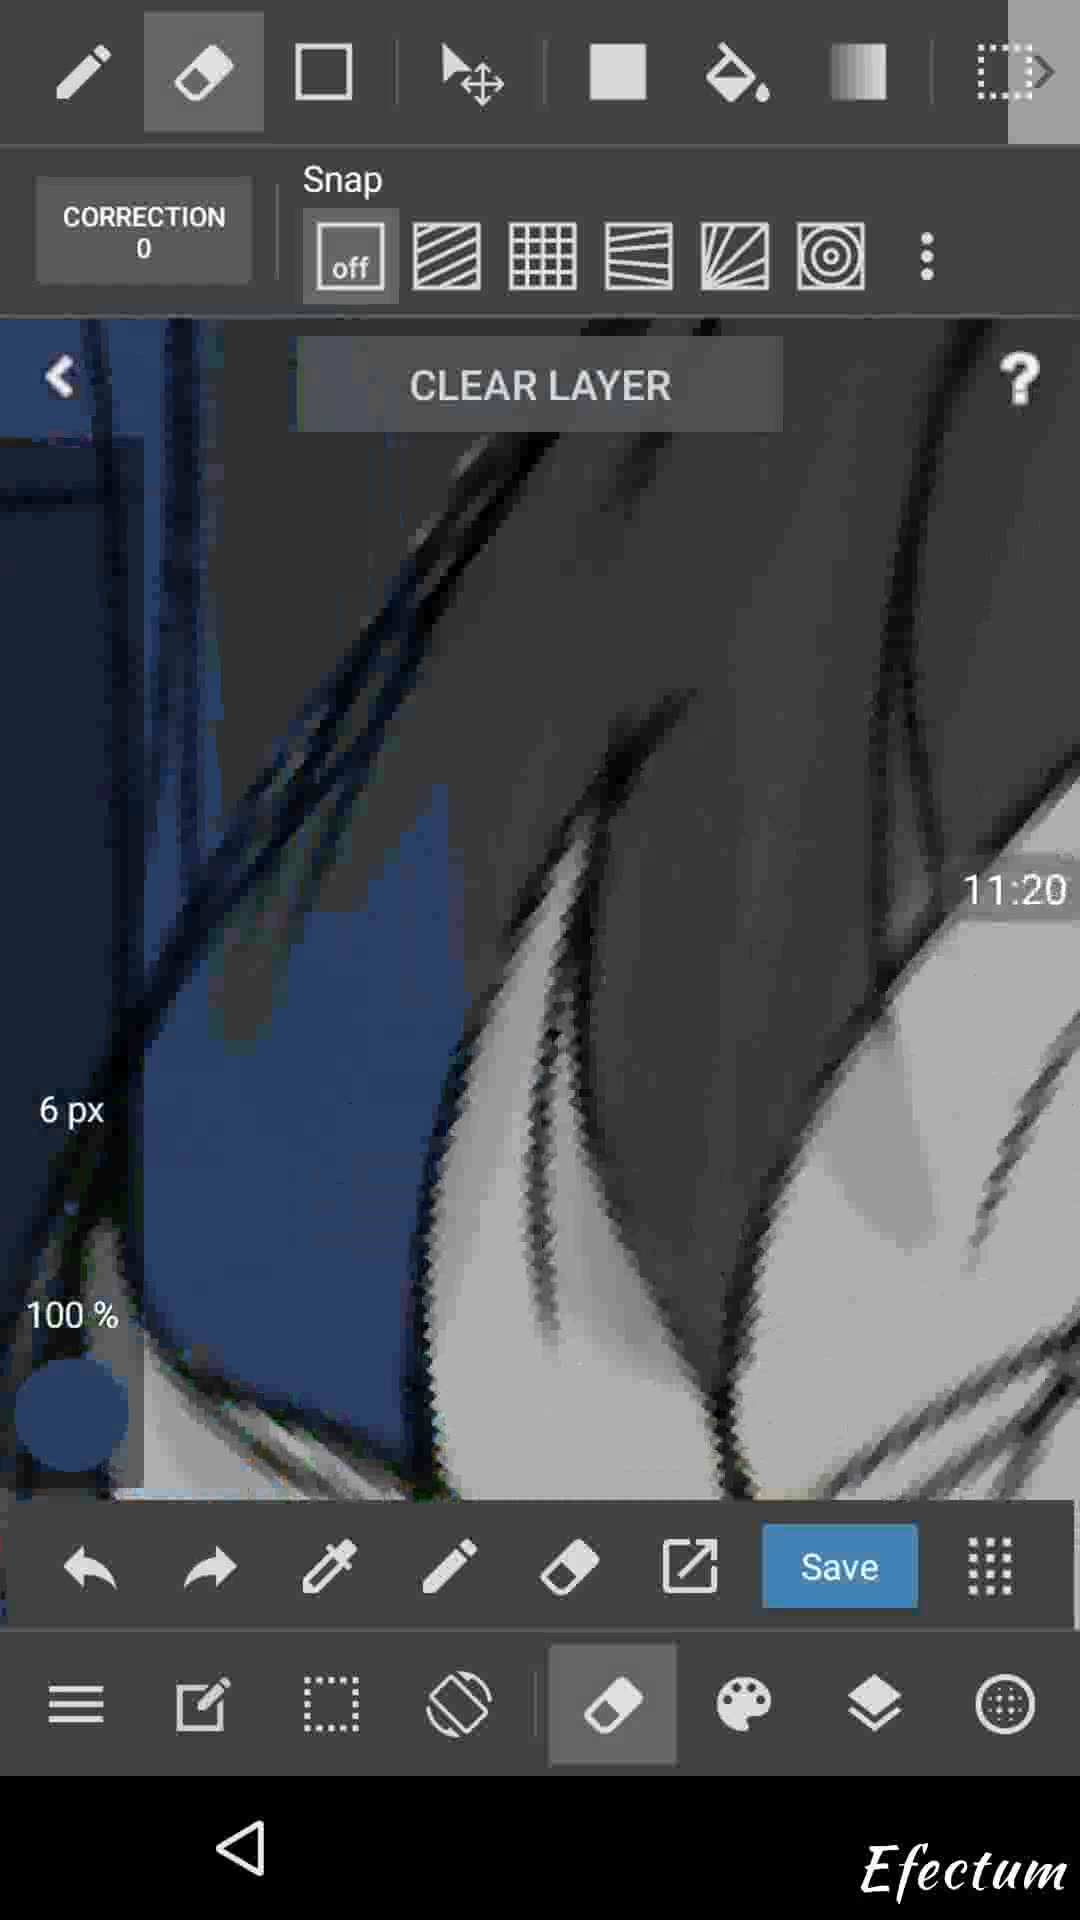 CORRECTION
0
Snap
off
CLEAR LAYER
?
11:20
6 px
100 %
Save
Efectum